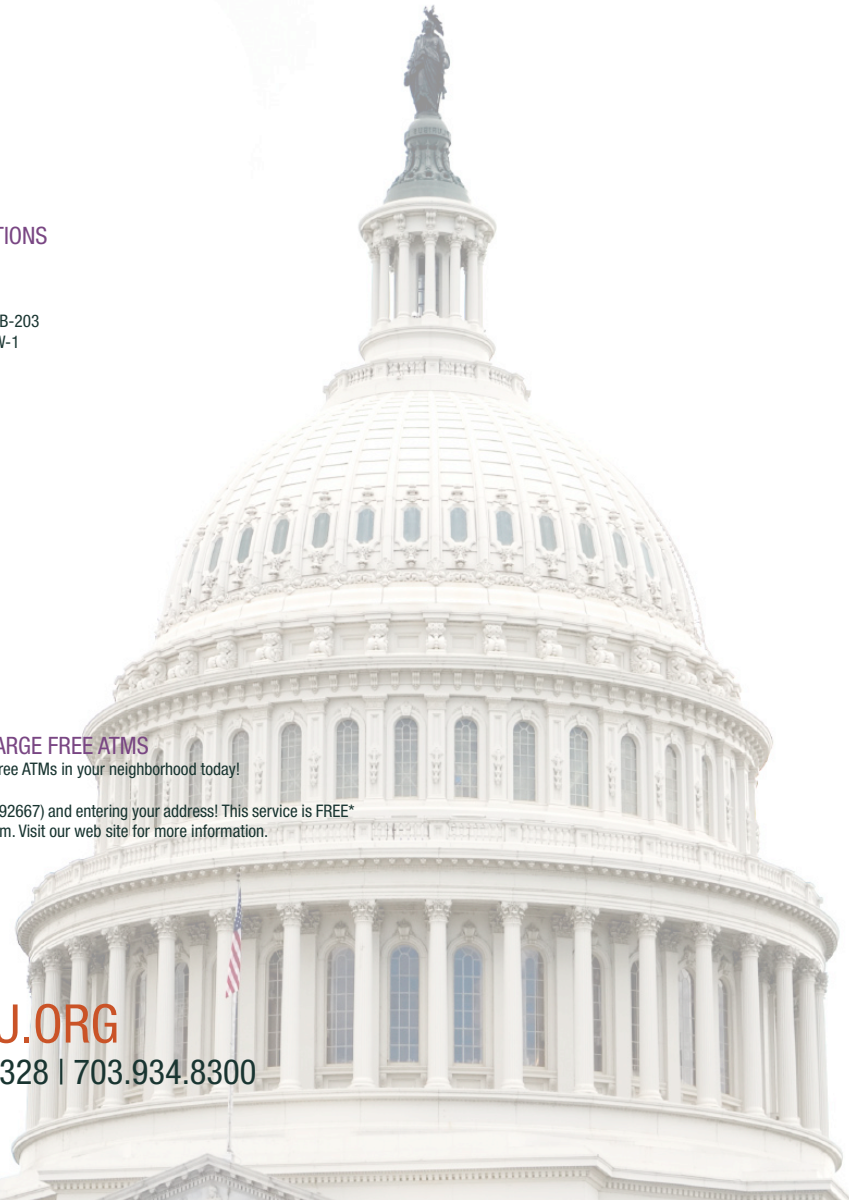 TIONS
B-203
W-1
ARGE FREE ATMS
ree ATMs in your neighborhood today!
92667) and entering your address! This service is FREE*
m. Visit our web site for more information.
U.ORG
328 | 703.934.8300